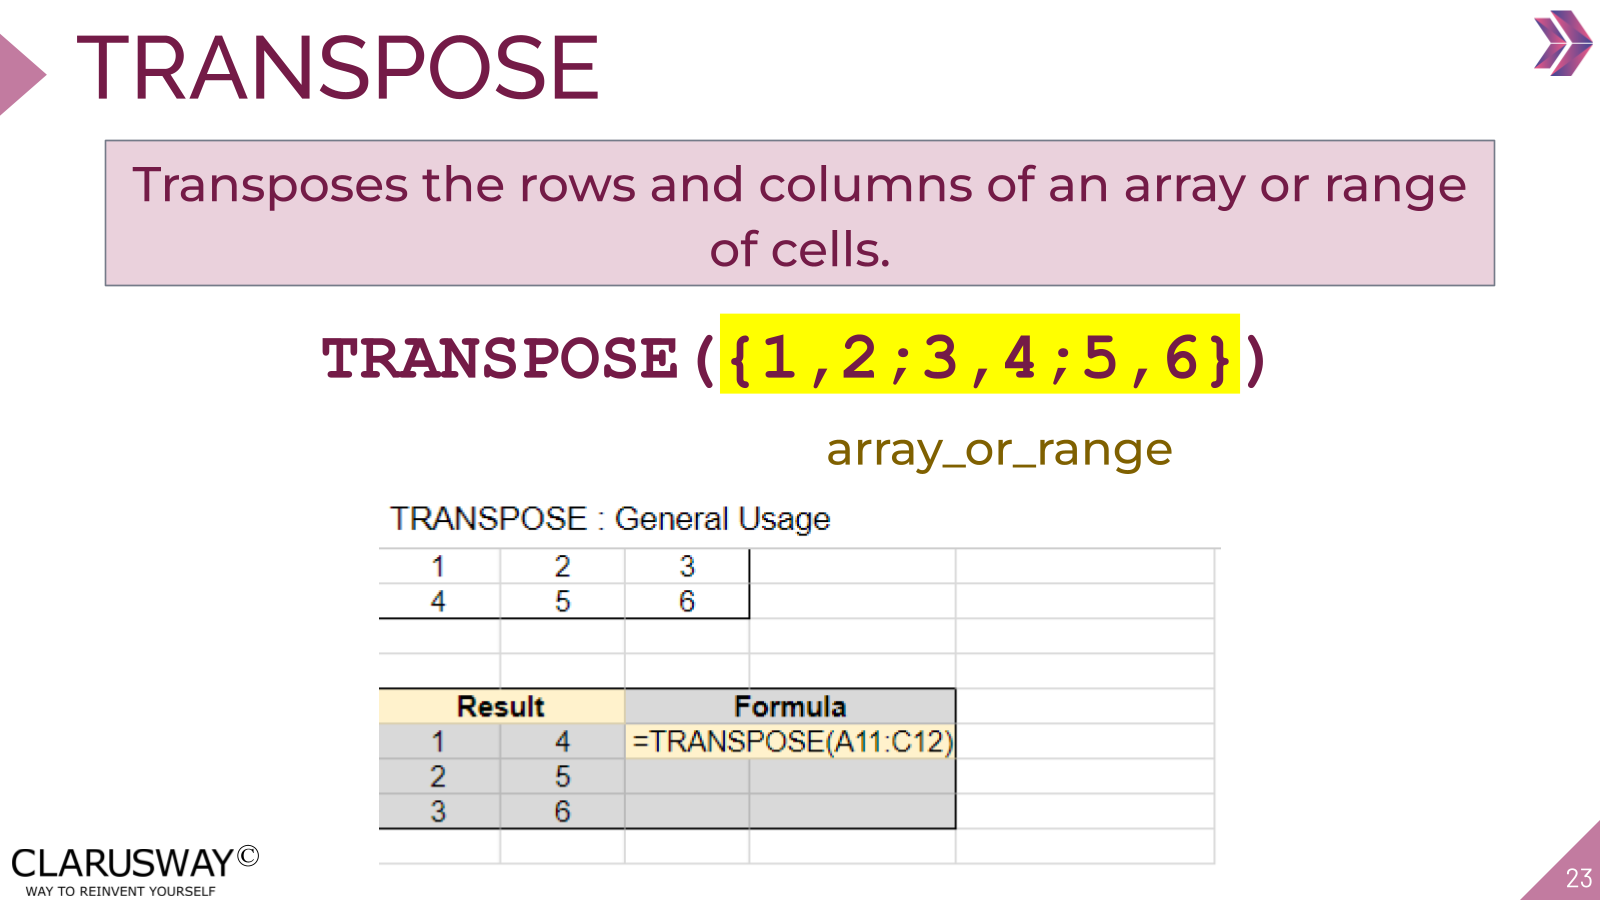 TRANSPOSE
Transposes the rows and columns of an array or range
of cells.
TRANSPOSE({1,2;3,4;5,6})
array_or_range
TRANSPOSE : General Usage
1 2 3
4 5 6
Result Formula
1 4 =TRANSPOSE(A11:C12)
2 5
3 6
CLARUSWAY©
WAY TO REINVENT YOURSELF
23